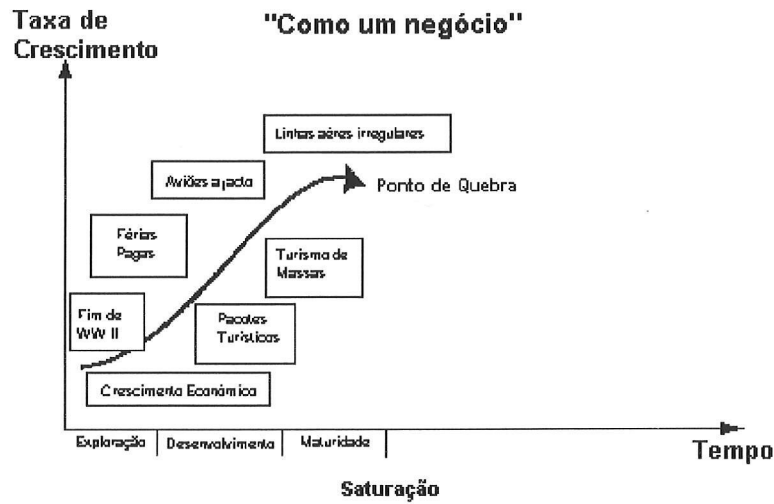 Taxa de
Crescimento
"Como um negócio"
Linhas aéres irregulares
Aviões a jacto
Ponto de Quebra
Férias
Pagas
Turismo de
Massas
Fim de
WW II
Pacotes
Turísticos
Crescimento Económico
Exploração
Desenvolvimento
Maturidade
Tempo
Saturação